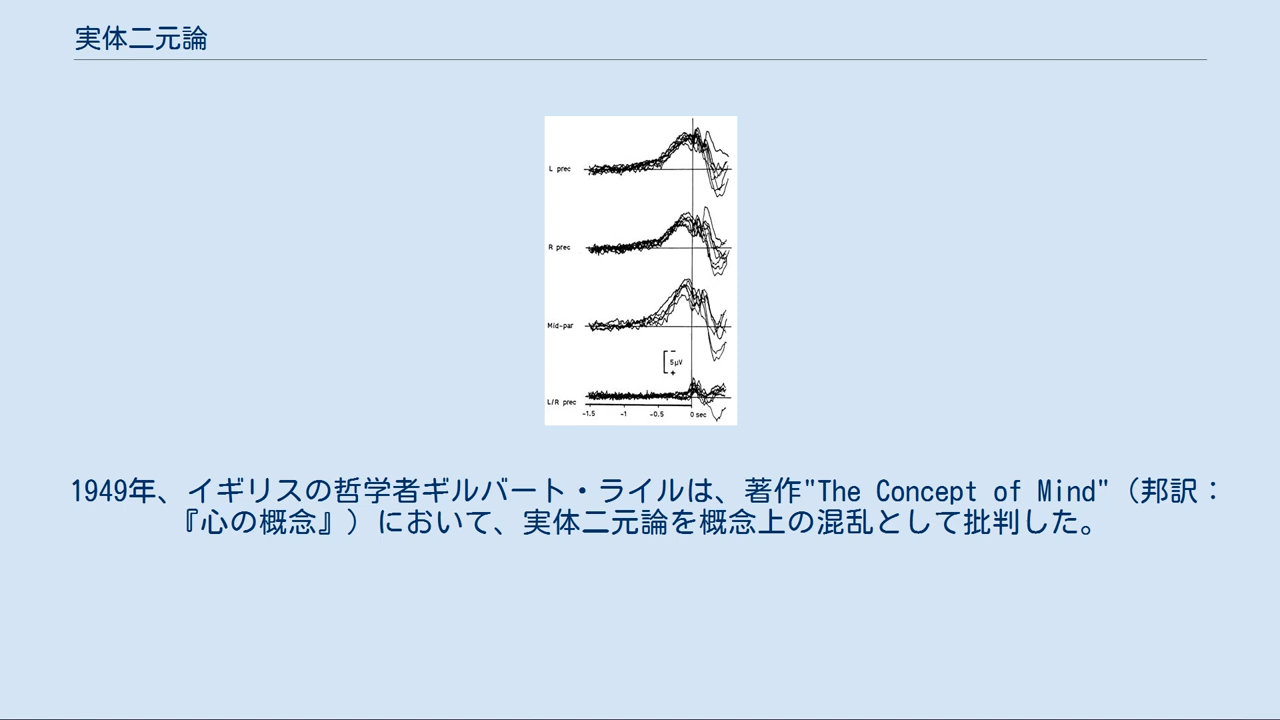 実体二元論
L prec
R prec
Mid-par
−
5µV
+
L/R prec
-1.5 -1 -0.5 0 sec
1949年、イギリスの哲学者ギルバート・ライルは、著作"The Concept of Mind"（邦訳：
『心の概念』）において、実体二元論を概念上の混乱として批判した。